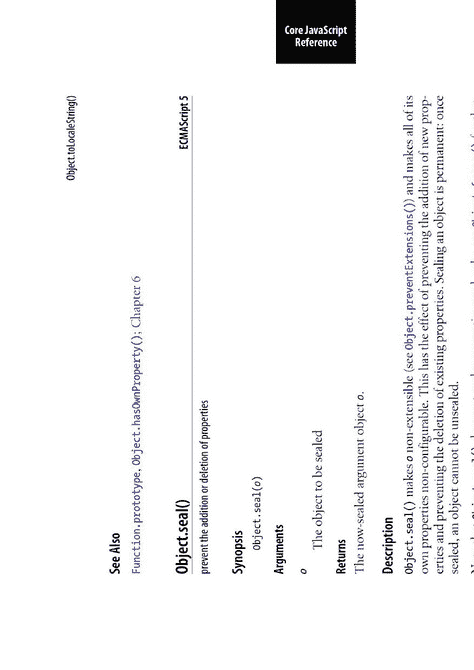 Core JavaScript
Reference
Object.toLocaleString()
See Also
Function.prototype, Object.hasOwnProperty(); Chapter 6
Object.seal() ECMAScript 5
prevent the addition or deletion of properties
Synopsis
Object.seal(o)
Arguments
o
The object to be sealed
Returns
The now-sealed argument object o.
Description
Object.seal() makes o non-extensible (see Object.preventExtensions()) and makes all of its
own properties non-configurable. This has the effect of preventing the addition of new prop-
erties and preventing the deletion of existing properties. Sealing an object is permanent: once
sealed, an object cannot be unsealed.